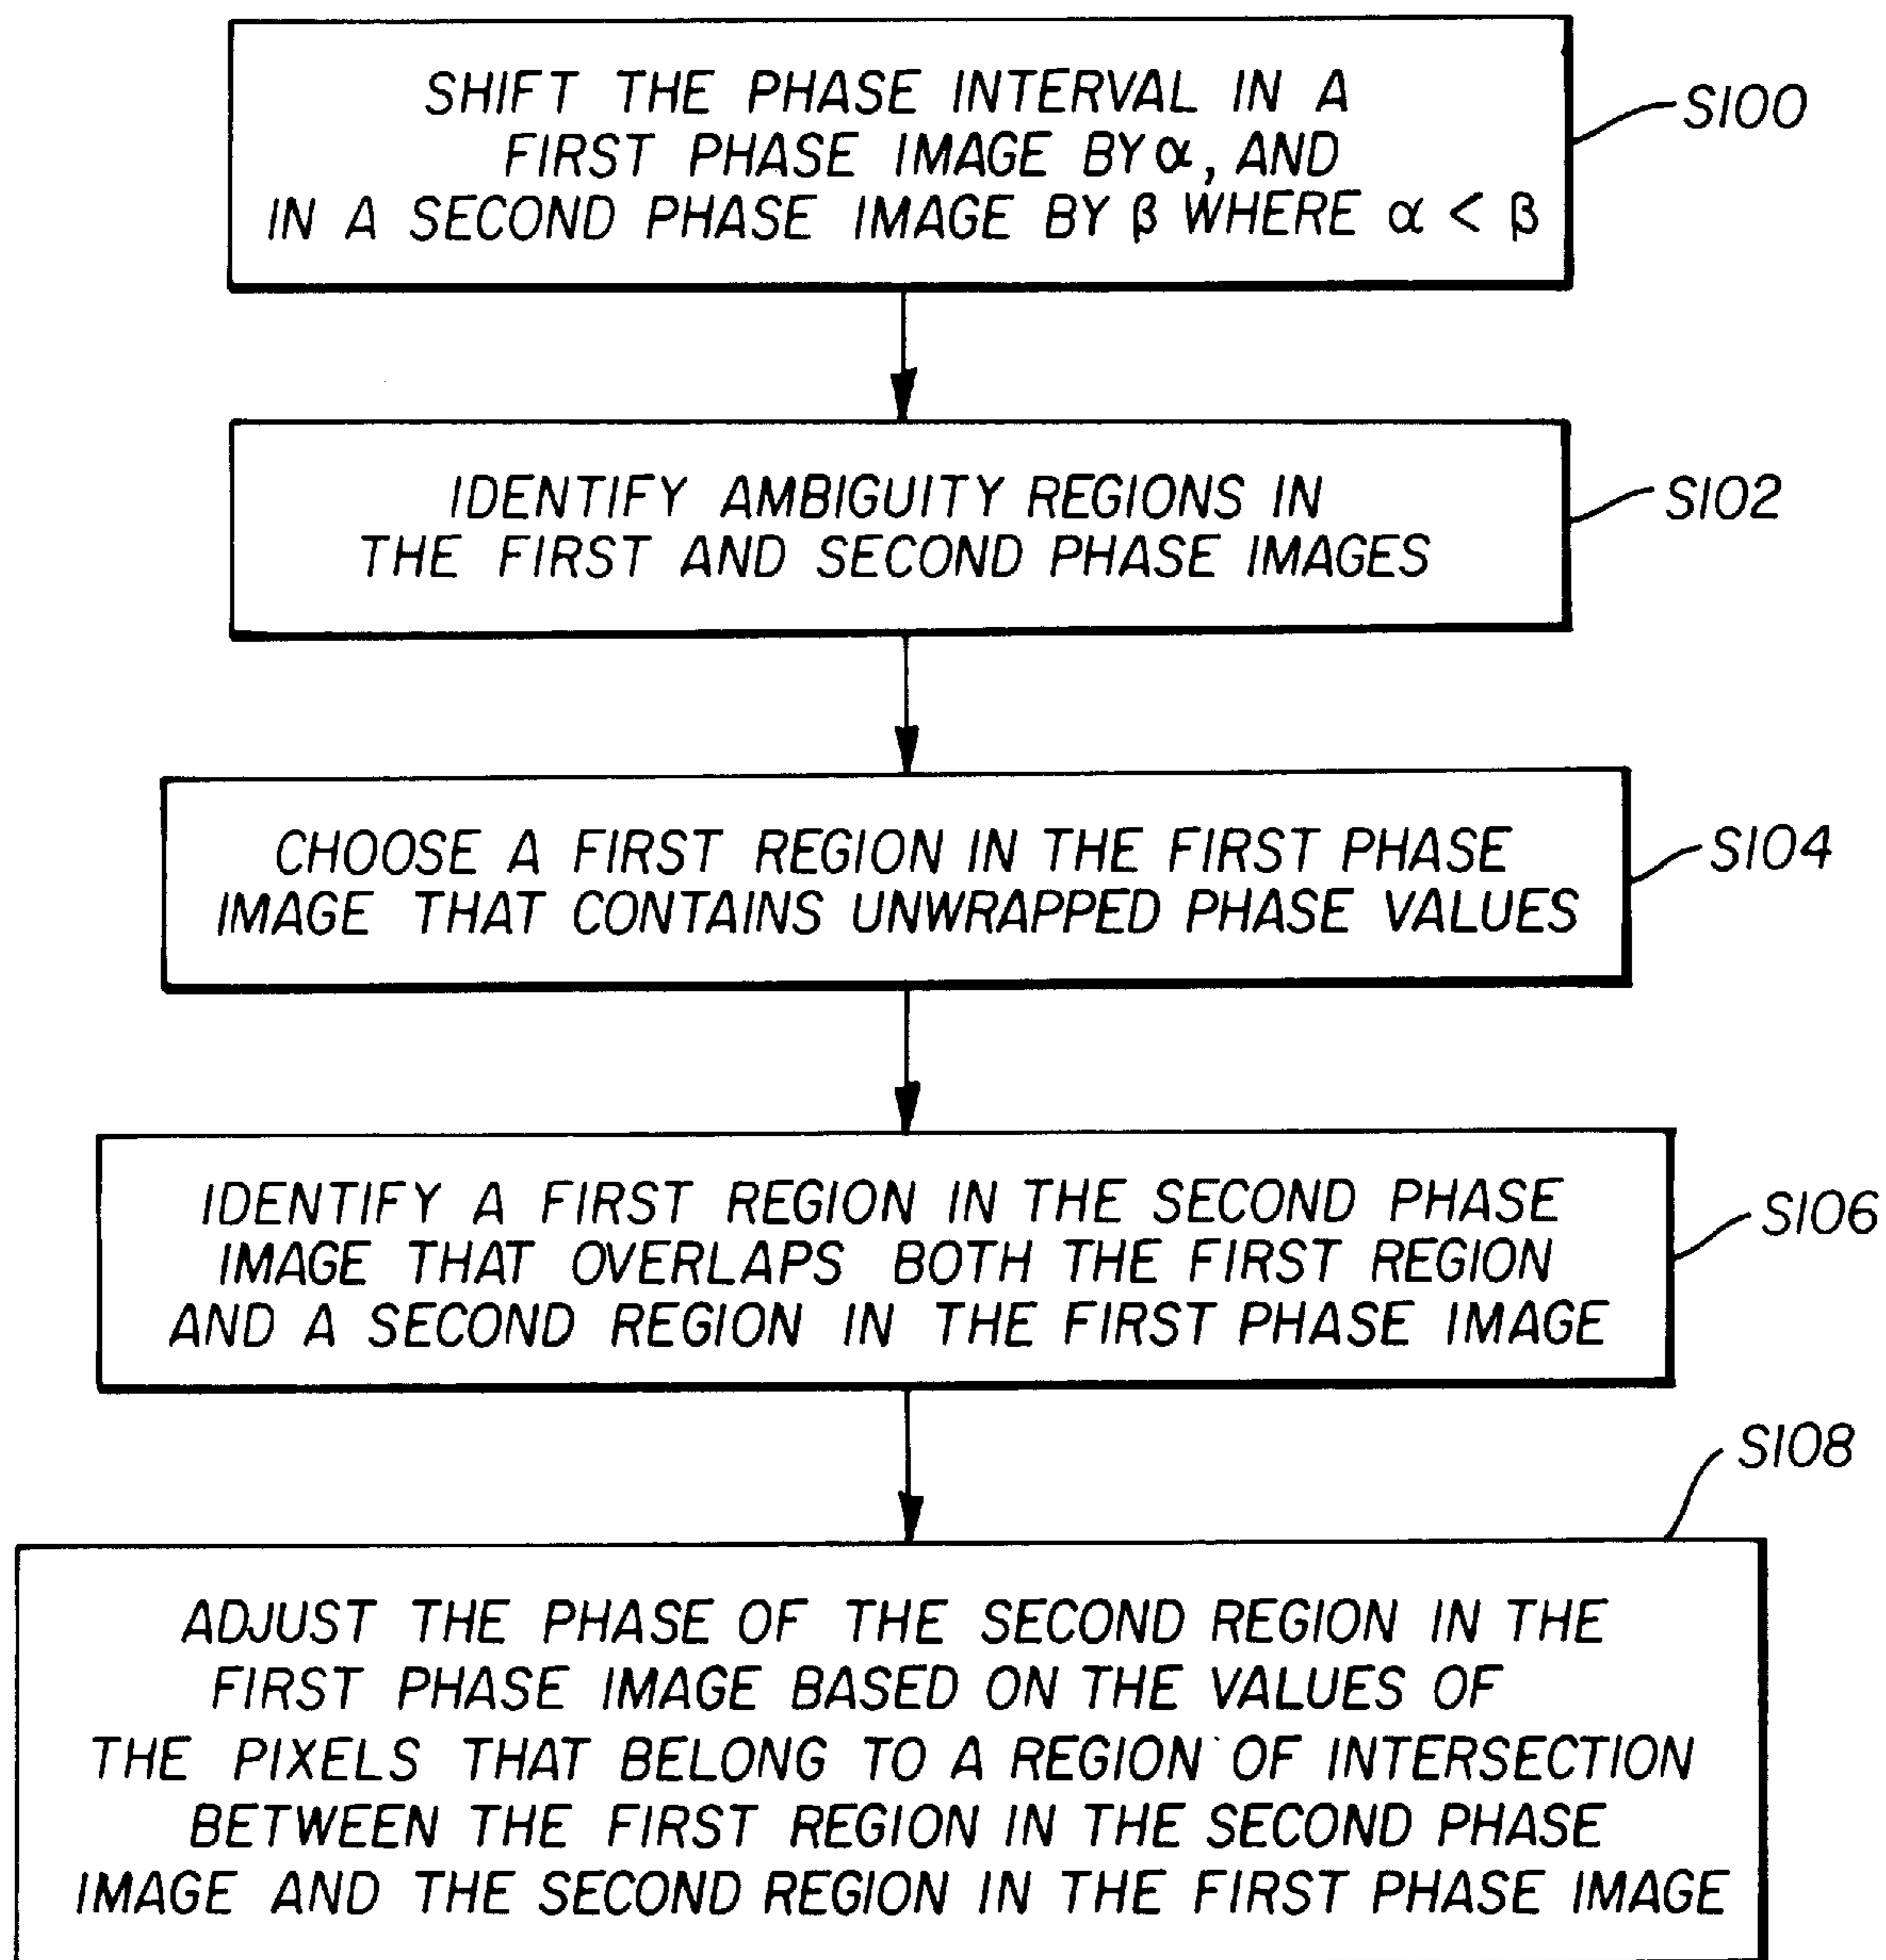 SHIFT THE PHASE INTERVAL IN A
FIRST PHASE IMAGE BY α, AND
IN A SECOND PHASE IMAGE BY β WHERE α < β
S100
IDENTIFY AMBIGUITY REGIONS IN
THE FIRST AND SECOND PHASE IMAGES
S102
CHOOSE A FIRST REGION IN THE FIRST PHASE
IMAGE THAT CONTAINS UNWRAPPED PHASE VALUES
S104
IDENTIFY A FIRST REGION IN THE SECOND PHASE
IMAGE THAT OVERLAPS BOTH THE FIRST REGION
AND A SECOND REGION IN THE FIRST PHASE IMAGE
S106
S108
ADJUST THE PHASE OF THE SECOND REGION IN THE
FIRST PHASE IMAGE BASED ON THE VALUES OF
THE PIXELS THAT BELONG TO A REGION OF INTERSECTION
BETWEEN THE FIRST REGION IN THE SECOND PHASE
IMAGE AND THE SECOND REGION IN THE FIRST PHASE IMAGE